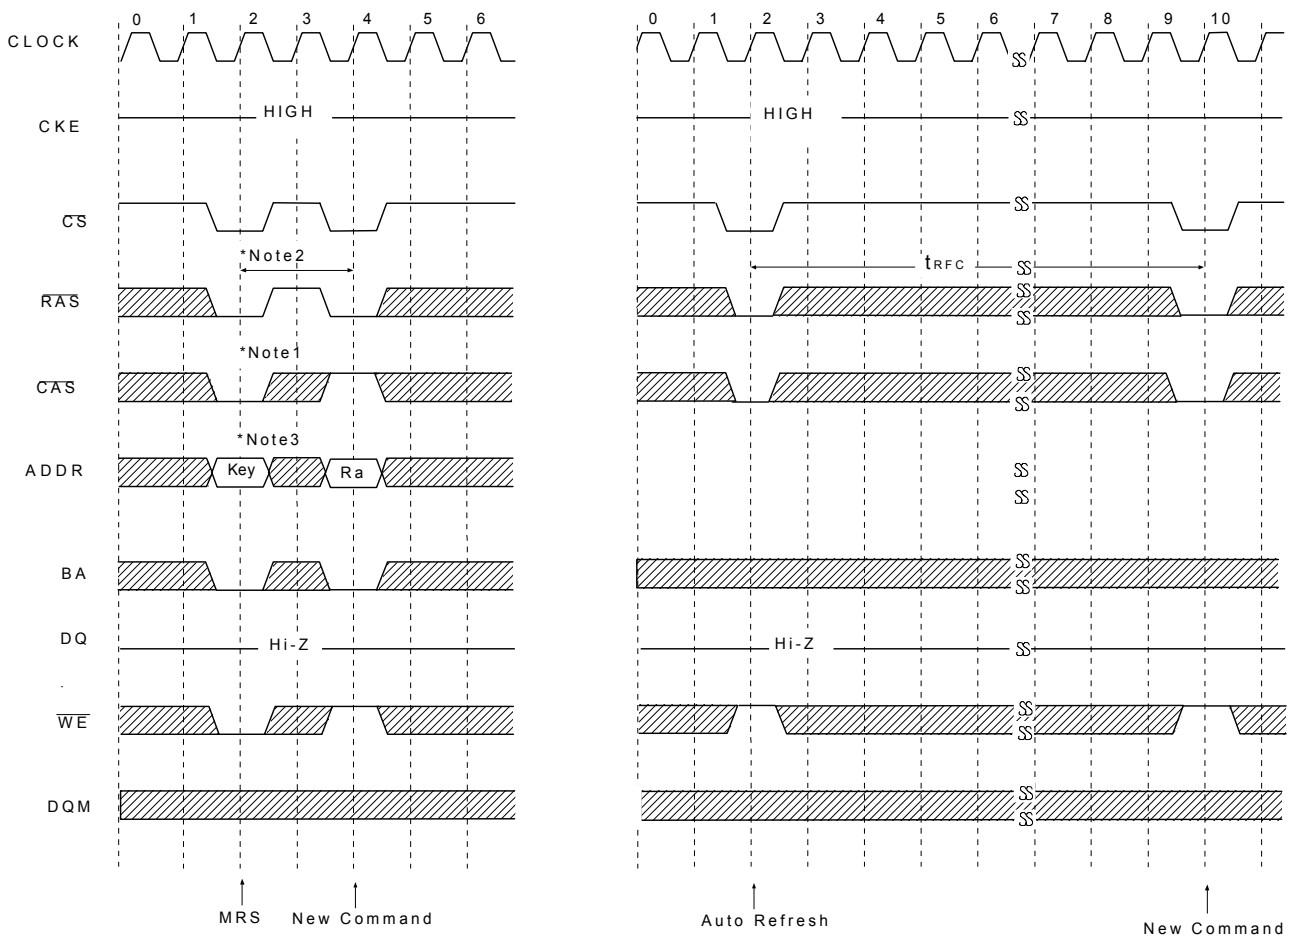 0 1 2 3 4 5 6 0 1 2 3 4 5 6 7 8 9 10
CLOCK
HIGH HIGH
CKE
CS
*Note2 tRFC
RAS
*Note1
CAS
*Note3
ADDR Key Ra
BA
DQ Hi-Z Hi-Z
WE
DQM
MRS New Command Auto Refresh New Command